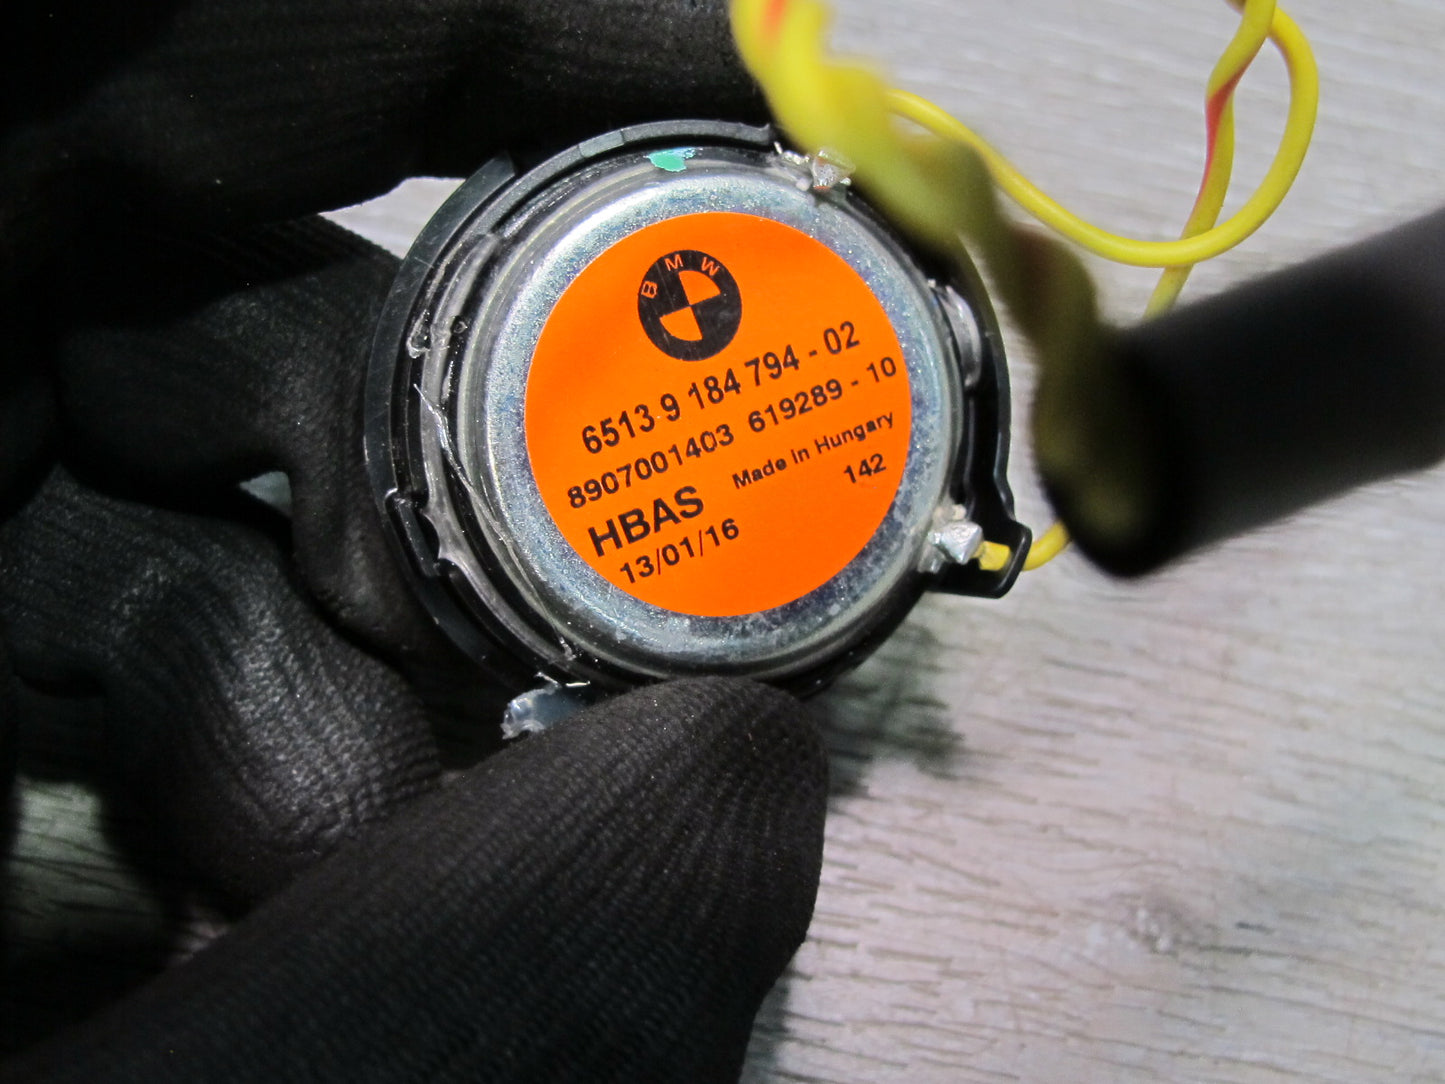 BMW
6513 9 184 794 - 02
8907001403 619289 - 10
Made in Hungary
HBAS 142
13/01/16